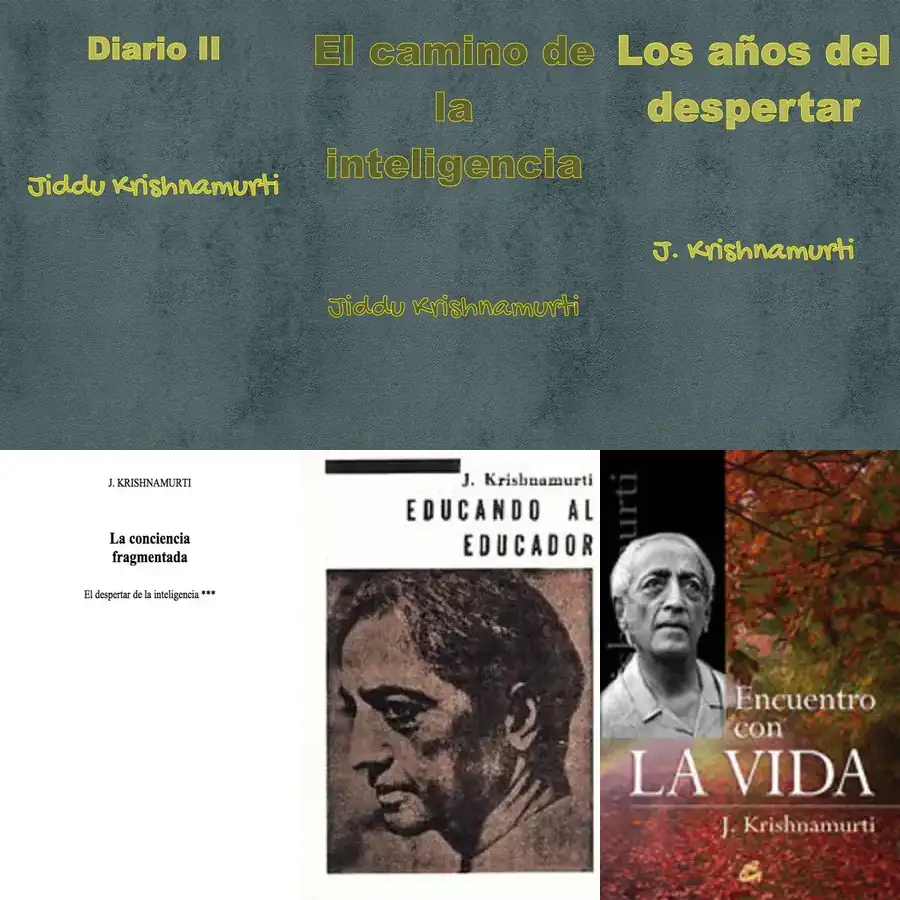 Diario II
Jiddu Krishnamurti
El camino de
la
inteligencia
Jiddu Krishnamurti
Los años del
despertar
J. Krishnamurti
J. KRISHNAMURTI
La conciencia
fragmentada
El despertar de la inteligencia ***
J. Krishnamurti
EDUCANDO AL
EDUCADOR
Encuentro
con
LA VIDA
J. Krishnamurti